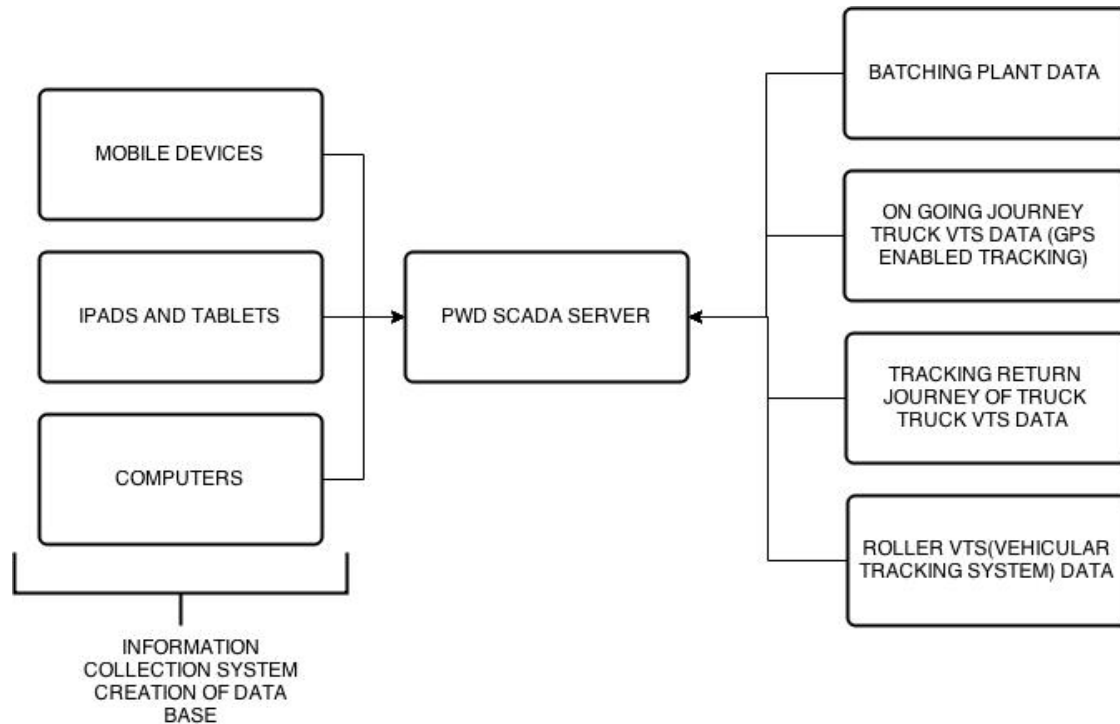 MOBILE DEVICES
IPADS AND TABLETS
COMPUTERS
INFORMATION
COLLECTION SYSTEM
CREATION OF DATA
BASE
PWD SCADA SERVER
BATCHING PLANT DATA
ON GOING JOURNEY
TRUCK VTS DATA (GPS
ENABLED TRACKING)
TRACKING RETURN
JOURNEY OF TRUCK
TRUCK VTS DATA
ROLLER VTS(VEHICULAR
TRACKING SYSTEM) DATA